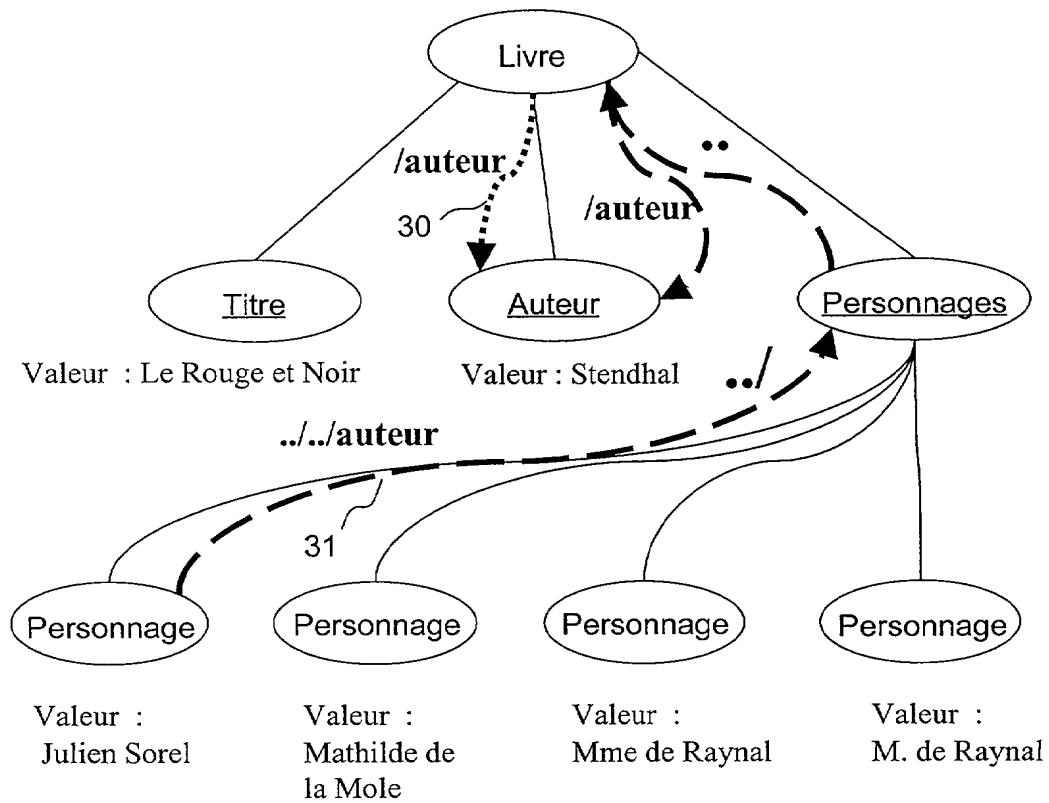 Livre
/auteur
30
..
/auteur
Titre
Auteur
Personnages
Valeur : Le Rouge et Noir
Valeur : Stendhal
../
../../auteur
31
Personnage
Personnage
Personnage
Personnage
Valeur :
Julien Sorel
Valeur :
Mathilde de
la Mole
Valeur :
Mme de Raynal
Valeur :
M. de Raynal